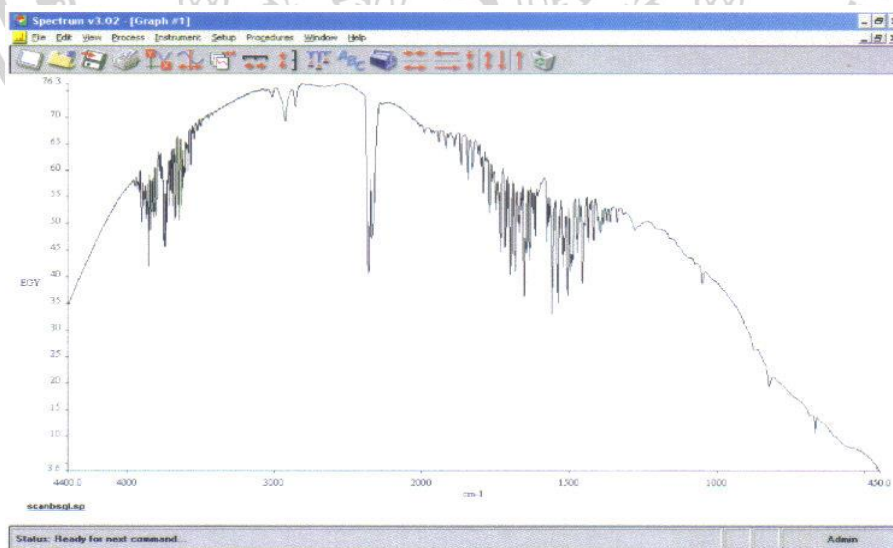 Spectrum v3.02 - [Graph #1]
File Edit View Process Instrument Setup Procedures Window Help
ABC
76.3
70
65
60
55
50
45
EGY 40
35
30
25
20
15
10
3.6
4400.0 4000 3000 2000 1500 1000 450.0
cm-1
scanbsgl.sp
Status: Ready for next command... Admin